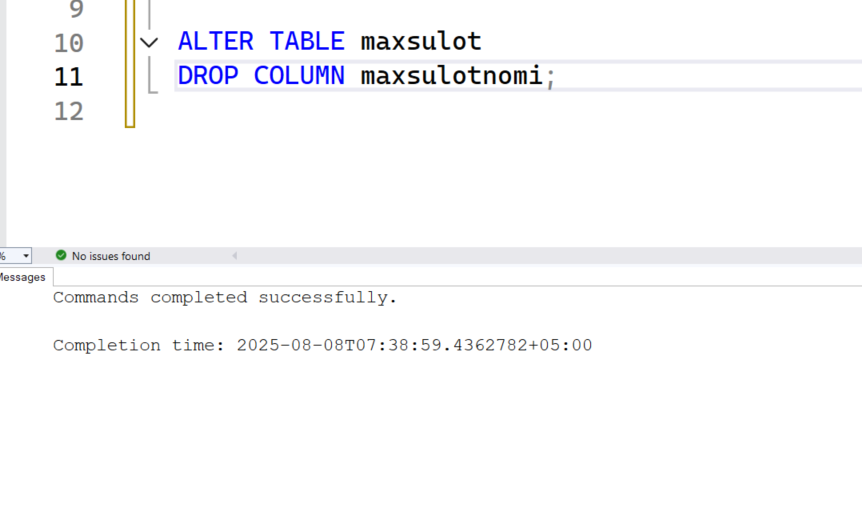 9
10 ALTER TABLE maxsulot
11 DROP COLUMN maxsulotnomi;
12
% No issues found
Messages
Commands completed successfully.
Completion time: 2025-08-08T07:38:59.4362782+05:00